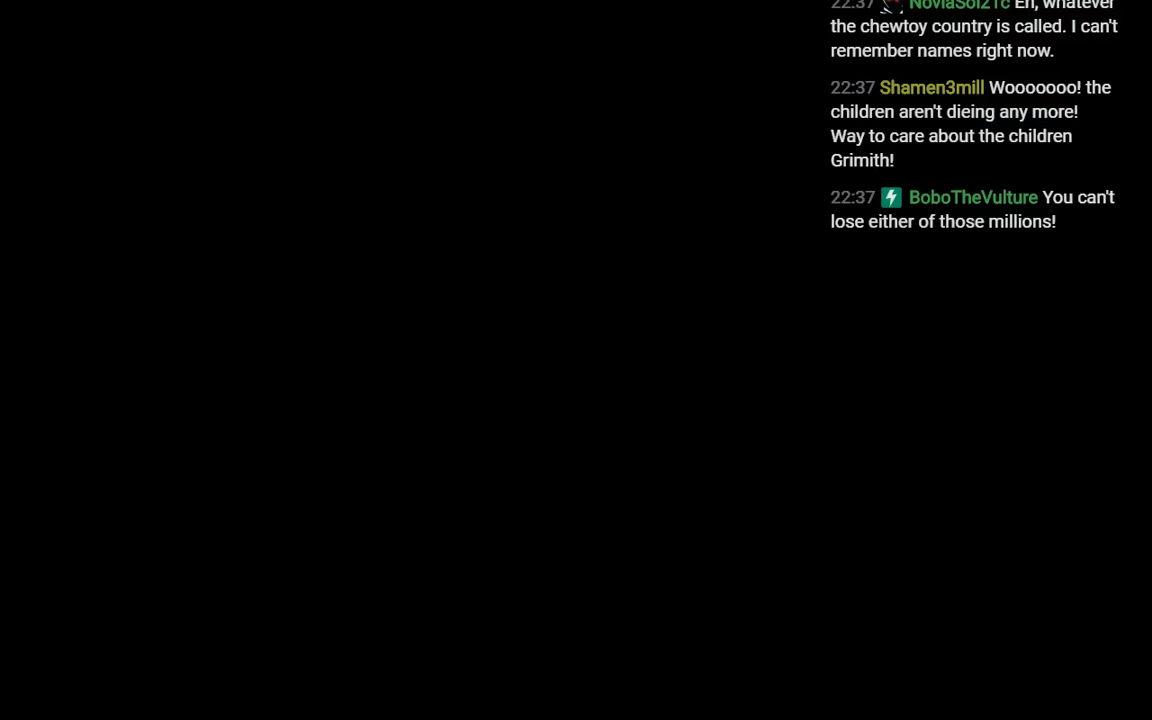 22:37 NoviaSol21c Eh, whatever
the chewtoy country is called. I can't
remember names right now.
22:37 Shamen3mill Wooooooo! the
children aren't dieing any more!
Way to care about the children
Grimith!
22:37 BoboTheVulture You can't
lose either of those millions!